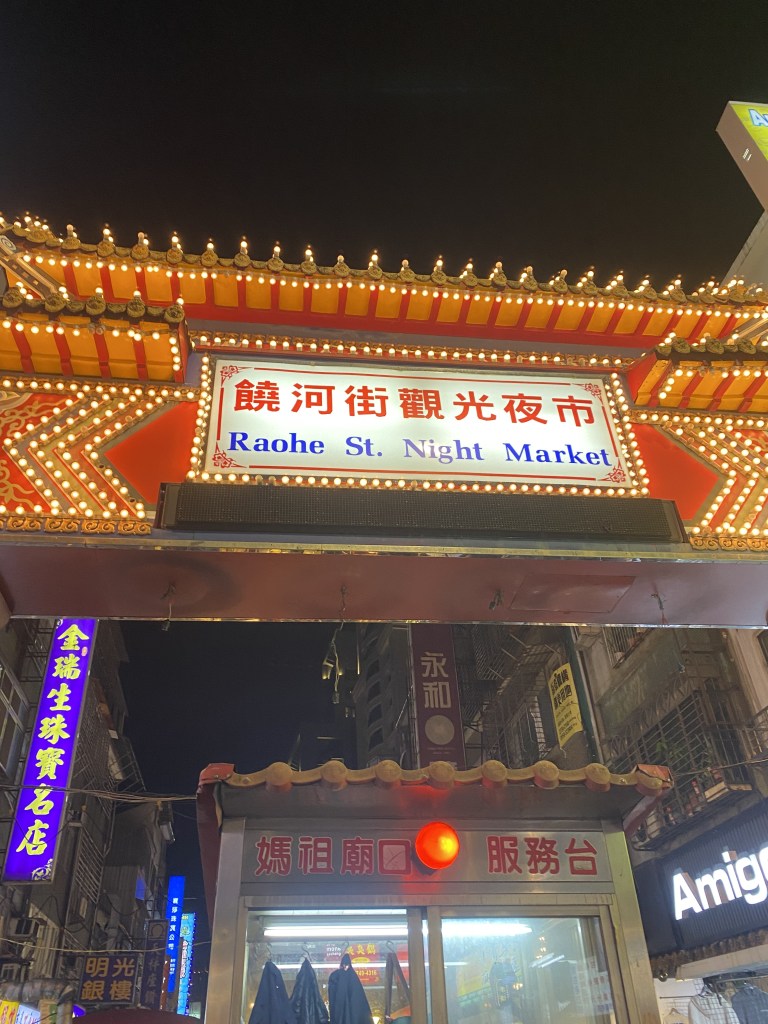 饒河街觀光夜市
Raohe St. Night Market
金瑞生珠寶名店
永和
媽祖廟口 服務台
Amigo
明光
銀樓